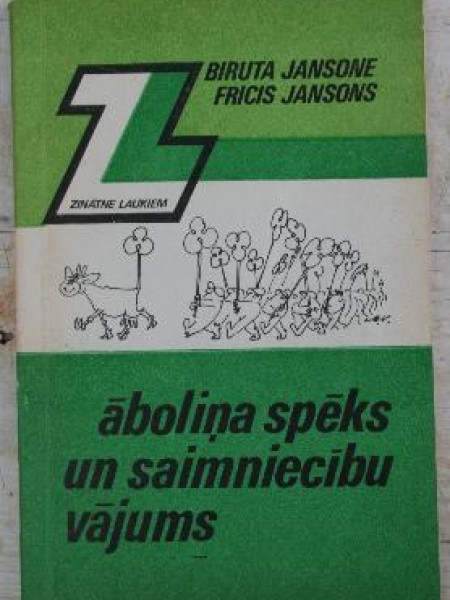 BIRUTA JANSONE
FRICIS JANSONS
ZINĀTNE LAUKIEM
āboliņa spēks
un saimniecību
vājums